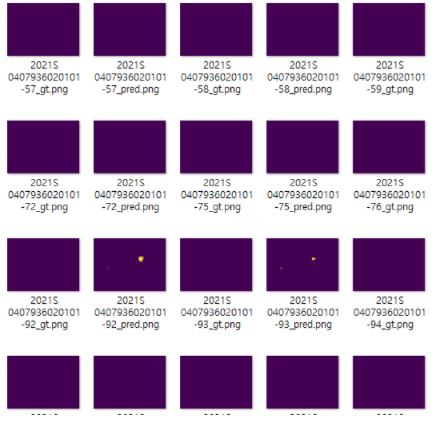 2021S
0407936020101
-57_gt.png
2021S
0407936020101
-57_pred.png
2021S
0407936020101
-58_gt.png
2021S
0407936020101
-58_pred.png
2021S
0407936020101
-59_gt.png
2021S
0407936020101
-72_gt.png
2021S
0407936020101
-72_pred.png
2021S
0407936020101
-75_gt.png
2021S
0407936020101
-75_pred.png
2021S
0407936020101
-76_gt.png
2021S
0407936020101
-92_gt.png
2021S
0407936020101
-92_pred.png
2021S
0407936020101
-93_gt.png
2021S
0407936020101
-93_pred.png
2021S
0407936020101
-94_gt.png